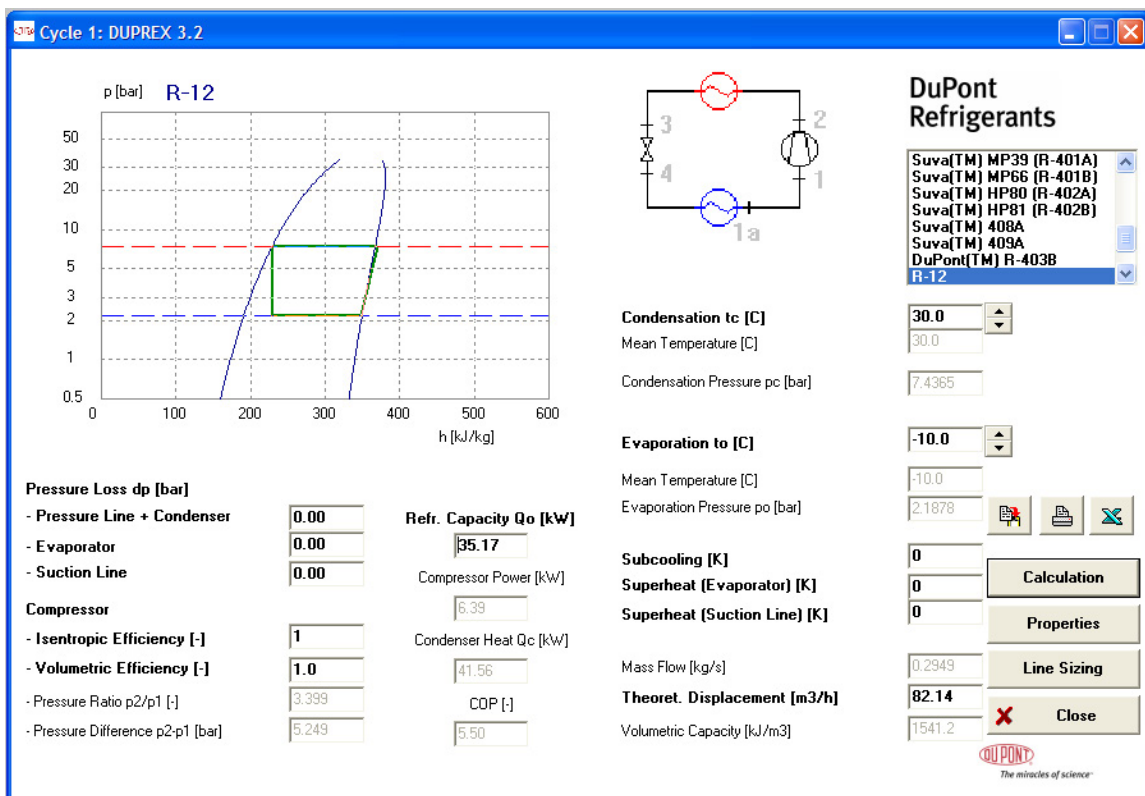 Cycle 1: DUPREX 3.2
p [bar] R-12
50
30
20
10
5
3
2
1
0.5
0 100 200 300 400 500 600
h [kJ/kg]
3
2
4
1
1a
DuPont
Refrigerants
Suva(TM) MP39 (R-401A)
Suva(TM) MP66 (R-401B)
Suva(TM) HP80 (R-402A)
Suva(TM) HP81 (R-402B)
Suva(TM) 408A
Suva(TM) 409A
DuPont(TM) R-403B
R-12
Condensation tc [C] 30.0
Mean Temperature [C] 30.0
Condensation Pressure pc [bar] 7.4365
Evaporation to [C] -10.0
Mean Temperature [C] -10.0
Evaporation Pressure po [bar] 2.1878
Subcooling [K] 0
Superheat (Evaporator) [K] 0
Superheat (Suction Line) [K] 0
Mass Flow [kg/s] 0.2949
Theoret. Displacement [m3/h] 82.14
Volumetric Capacity [kJ/m3] 1541.2
Pressure Loss dp [bar]
- Pressure Line + Condenser 0.00
- Evaporator 0.00
- Suction Line 0.00
Compressor
- Isentropic Efficiency [-] 1
- Volumetric Efficiency [-] 1.0
- Pressure Ratio p2/p1 [-] 3.399
- Pressure Difference p2-p1 [bar] 5.249
Refr. Capacity Qo [kW]
35.17
Compressor Power [kW]
6.39
Condenser Heat Qc [kW]
41.56
COP [-]
5.50
Calculation
Properties
Line Sizing
Close
DUPONT
The miracles of science™